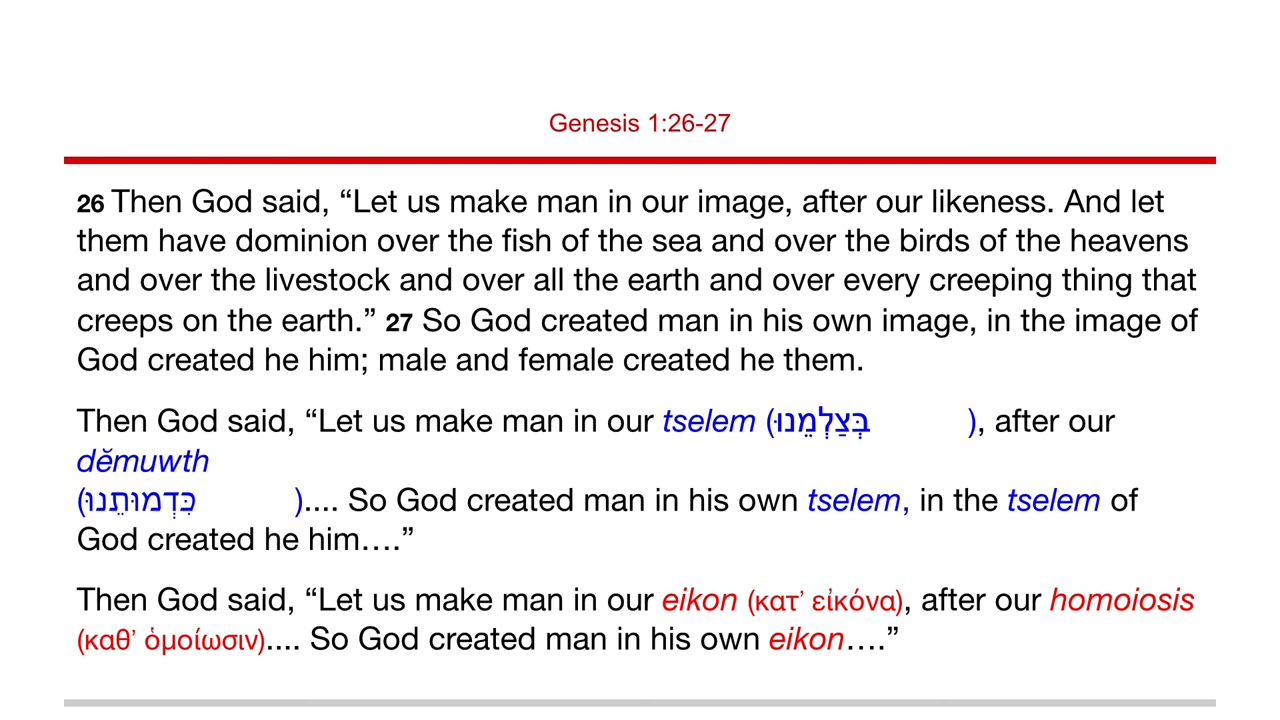 Genesis 1:26-27
26 Then God said, “Let us make man in our image, after our likeness. And let
them have dominion over the fish of the sea and over the birds of the heavens
and over the livestock and over all the earth and over every creeping thing that
creeps on the earth.” 27 So God created man in his own image, in the image of
God created he him; male and female created he them.
Then God said, “Let us make man in our tselem (בְּצַלְמֵנוּ), after our
dĕmuwth
(כִּדְמוּתֵנוּ).... So God created man in his own tselem, in the tselem of
God created he him….”
Then God said, “Let us make man in our eikon (κατ’ εἰκόνα), after our homoiosis
(καθ’ ὁμοίωσιν).... So God created man in his own eikon….”